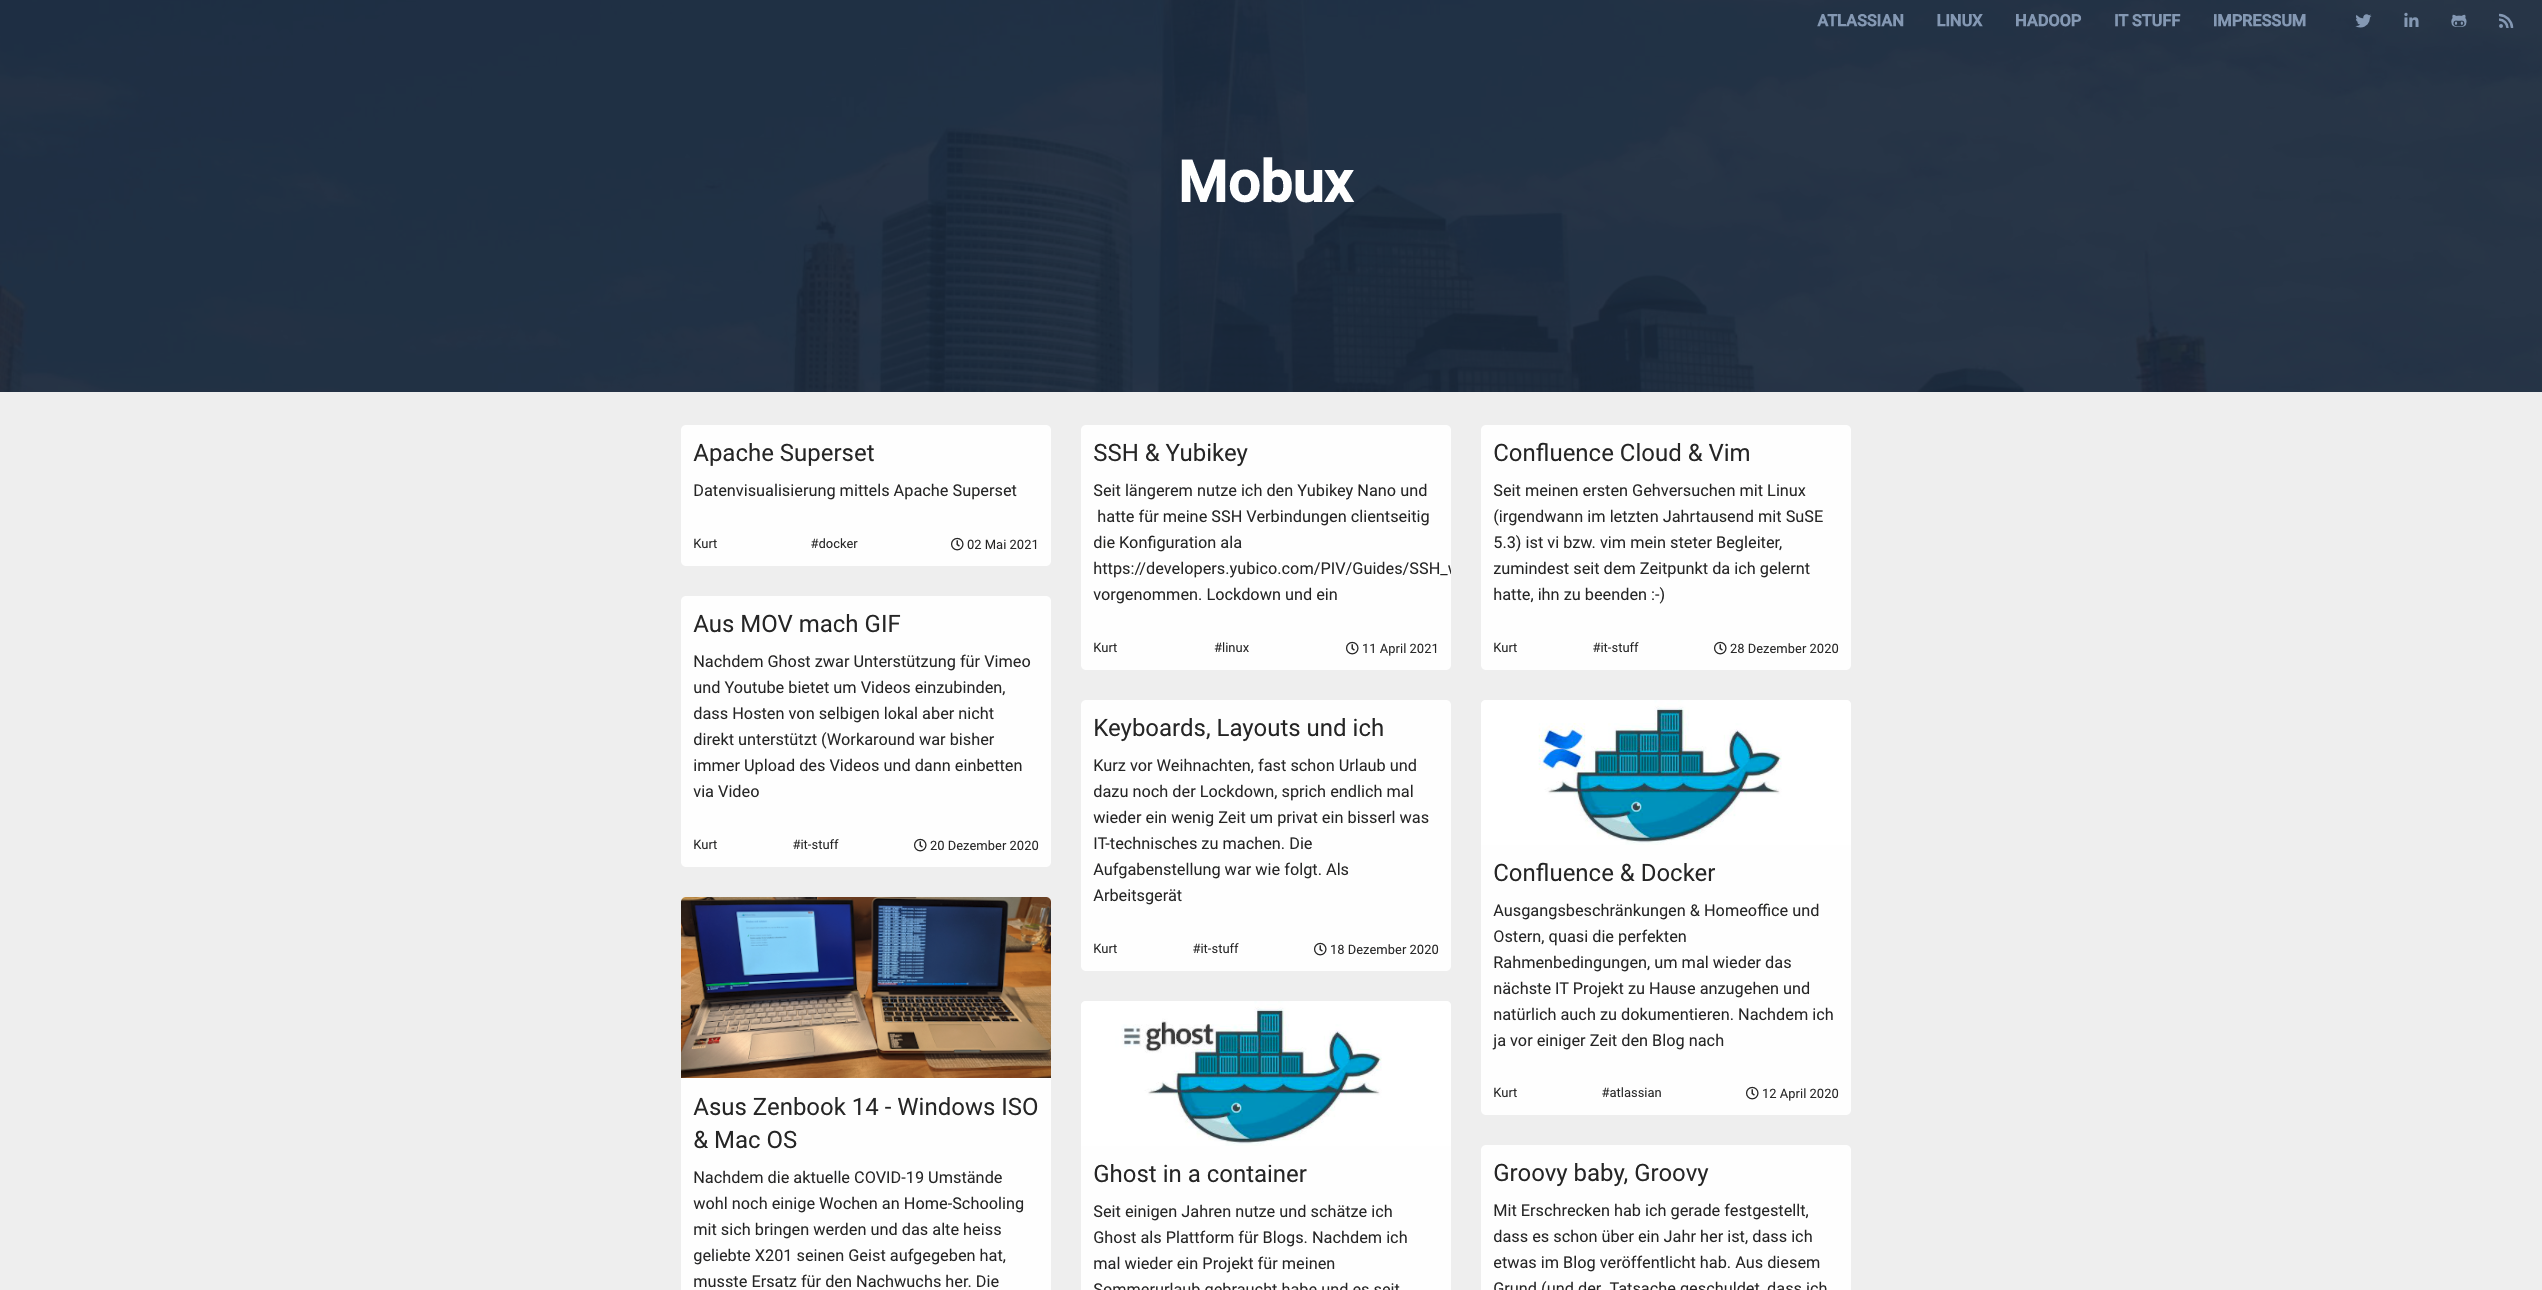 ATLASSIAN LINUX HADOOP IT STUFF IMPRESSUM
Mobux
Apache Superset
Datenvisualisierung mittels Apache Superset
Kurt #docker 02 Mai 2021
SSH & Yubikey
Seit längerem nutze ich den Yubikey Nano und
hatte für meine SSH Verbindungen clientseitig
die Konfiguration ala
https://developers.yubico.com/PIV/Guides/SSH_
vorgenommen. Lockdown und ein
Kurt #linux 11 April 2021
Confluence Cloud & Vim
Seit meinen ersten Gehversuchen mit Linux
(irgendwann im letzten Jahrtausend mit SuSE
5.3) ist vi bzw. vim mein steter Begleiter,
zumindest seit dem Zeitpunkt da ich gelernt
hatte, ihn zu beenden :-)
Kurt #it-stuff 28 Dezember 2020
Aus MOV mach GIF
Nachdem Ghost zwar Unterstützung für Vimeo
und Youtube bietet um Videos einzubinden,
dass Hosten von selbigen lokal aber nicht
direkt unterstützt (Workaround war bisher
immer Upload des Videos und dann einbetten
via Video
Kurt #it-stuff 20 Dezember 2020
Keyboards, Layouts und ich
Kurz vor Weihnachten, fast schon Urlaub und
dazu noch der Lockdown, sprich endlich mal
wieder ein wenig Zeit um privat ein bisserl was
IT-technisches zu machen. Die
Aufgabenstellung war wie folgt. Als
Arbeitsgerät
Kurt #it-stuff 18 Dezember 2020
Confluence & Docker
Ausgangsbeschränkungen & Homeoffice und
Ostern, quasi die perfekten
Rahmenbedingungen, um mal wieder das
nächste IT Projekt zu Hause anzugehen und
natürlich auch zu dokumentieren. Nachdem ich
ja vor einiger Zeit den Blog nach
Kurt #atlassian 12 April 2020
Asus Zenbook 14 - Windows ISO
& Mac OS
Nachdem die aktuelle COVID-19 Umstände
wohl noch einige Wochen an Home-Schooling
mit sich bringen werden und das alte heiss
geliebte X201 seinen Geist aufgegeben hat,
musste Ersatz für den Nachwuchs her. Die
ghost
Ghost in a container
Seit einigen Jahren nutze und schätze ich
Ghost als Plattform für Blogs. Nachdem ich
mal wieder ein Projekt für meinen
Sommerurlaub gebraucht habe und es seit
Groovy baby, Groovy
Mit Erschrecken hab ich gerade festgestellt,
dass es schon über ein Jahr her ist, dass ich
etwas im Blog veröffentlicht hab. Aus diesem
Grund (und der Tatsache geschuldet, dass ich